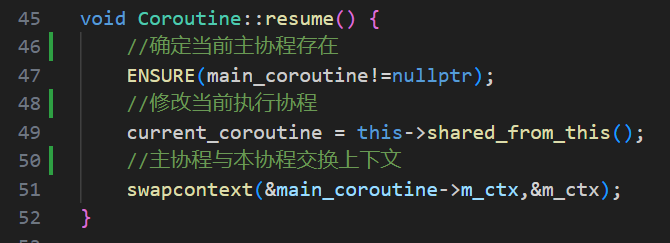 45 void Coroutine::resume() {
46 //确定当前主协程存在
47 ENSURE(main_coroutine!=nullptr);
48 //修改当前执行协程
49 current_coroutine = this->shared_from_this();
50 //主协程与本协程交换上下文
51 swapcontext(&main_coroutine->m_ctx,&m_ctx);
52 }